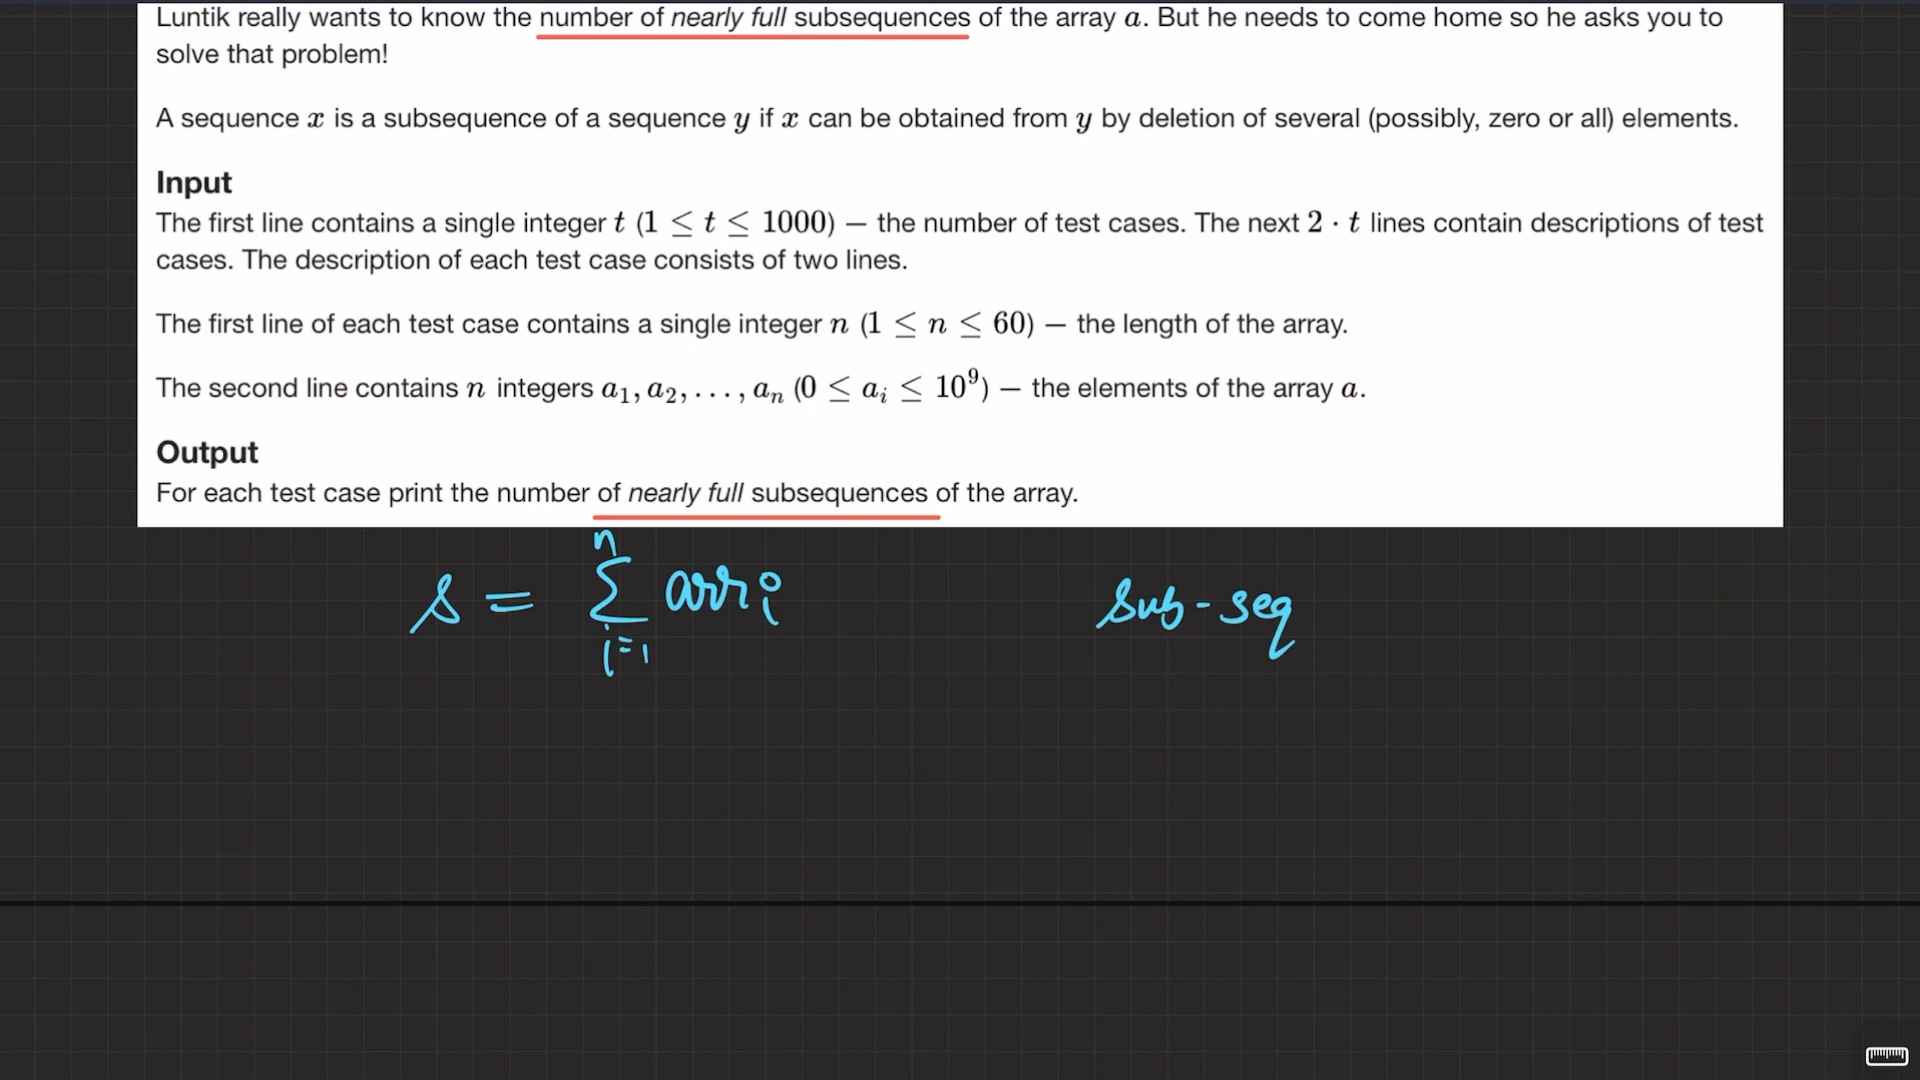 Luntik really wants to know the number of nearly full subsequences of the array a. But he needs to come home so he asks you to
solve that problem!
A sequence x is a subsequence of a sequence y if x can be obtained from y by deletion of several (possibly, zero or all) elements.
Input
The first line contains a single integer t (1 ≤ t ≤ 1000) — the number of test cases. The next 2 · t lines contain descriptions of test
cases. The description of each test case consists of two lines.
The first line of each test case contains a single integer n (1 ≤ n ≤ 60) — the length of the array.
The second line contains n integers a₁, a₂, . . . , aₙ (0 ≤ aᵢ ≤ 10⁹) — the elements of the array a.
Output
For each test case print the number of nearly full subsequences of the array.
s = n ∑ i=1 arr i
sub-seq